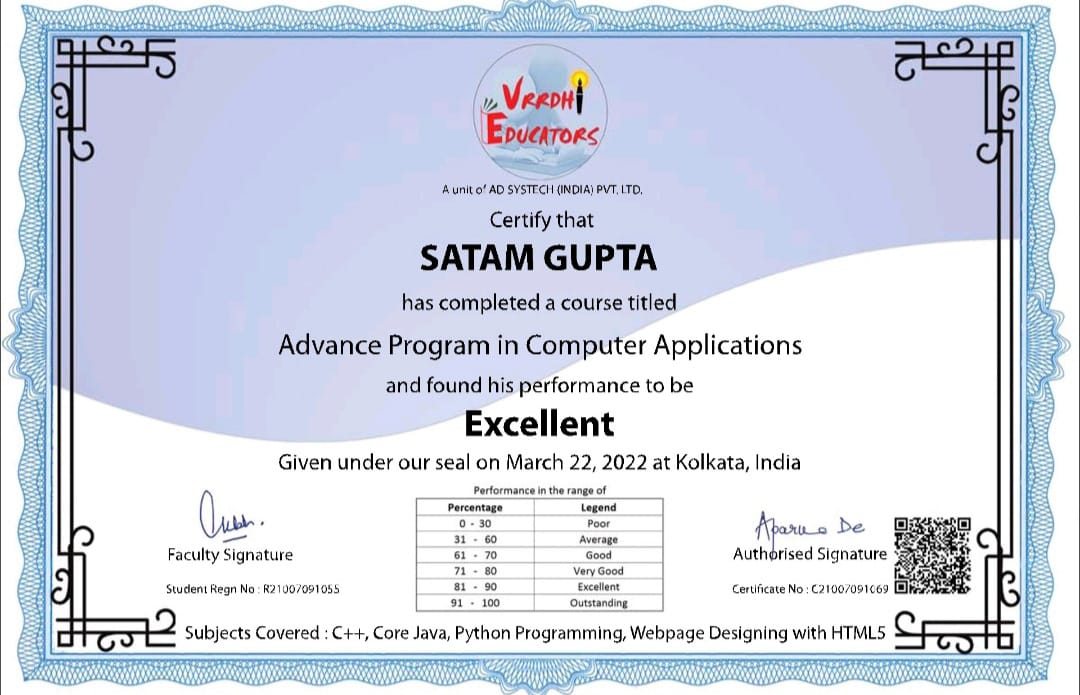 VRRDHI
EDUCATORS
A unit of AD SYSTECH (INDIA) PVT. LTD.
Certify that
SATAM GUPTA
has completed a course titled
Advance Program in Computer Applications
and found his performance to be
Excellent
Given under our seal on March 22, 2022 at Kolkata, India
Performance in the range of
Percentage Legend
0 - 30 Poor
31 - 60 Average
61 - 70 Good
71 - 80 Very Good
81 - 90 Excellent
91 - 100 Outstanding
Faculty Signature
Student Regn No : R21007091055
Aparna De
Authorised Signature
Certificate No : C21007091069
Subjects Covered : C++, Core Java, Python Programming, Webpage Designing with HTML5